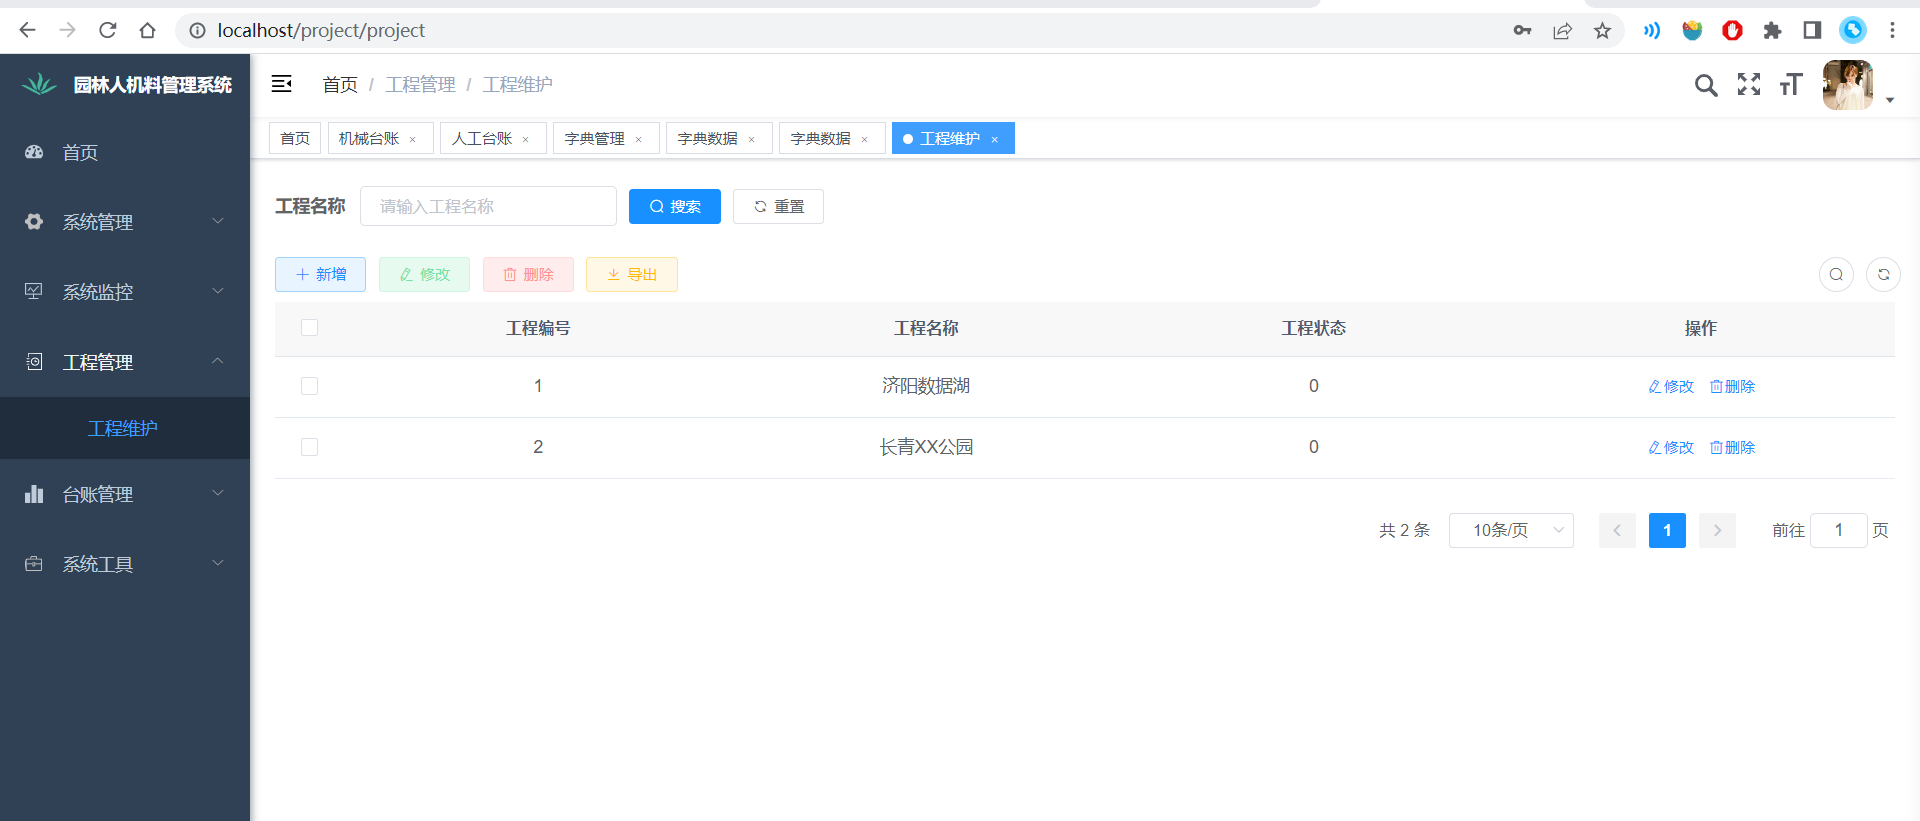 localhost/project/project
园林人机料管理系统
首页 / 工程管理 / 工程维护
首页 机械台账 × 人工台账 × 字典管理 × 字典数据 × 字典数据 × 工程维护 ×
首页
系统管理
系统监控
工程管理
工程维护
台账管理
系统工具
工程名称 请输入工程名称 搜索 重置
新增 修改 删除 导出
工程编号 工程名称 工程状态 操作
1 济阳数据湖 0 修改 删除
2 长青XX公园 0 修改 删除
共 2 条 10条/页 1 前往 1 页